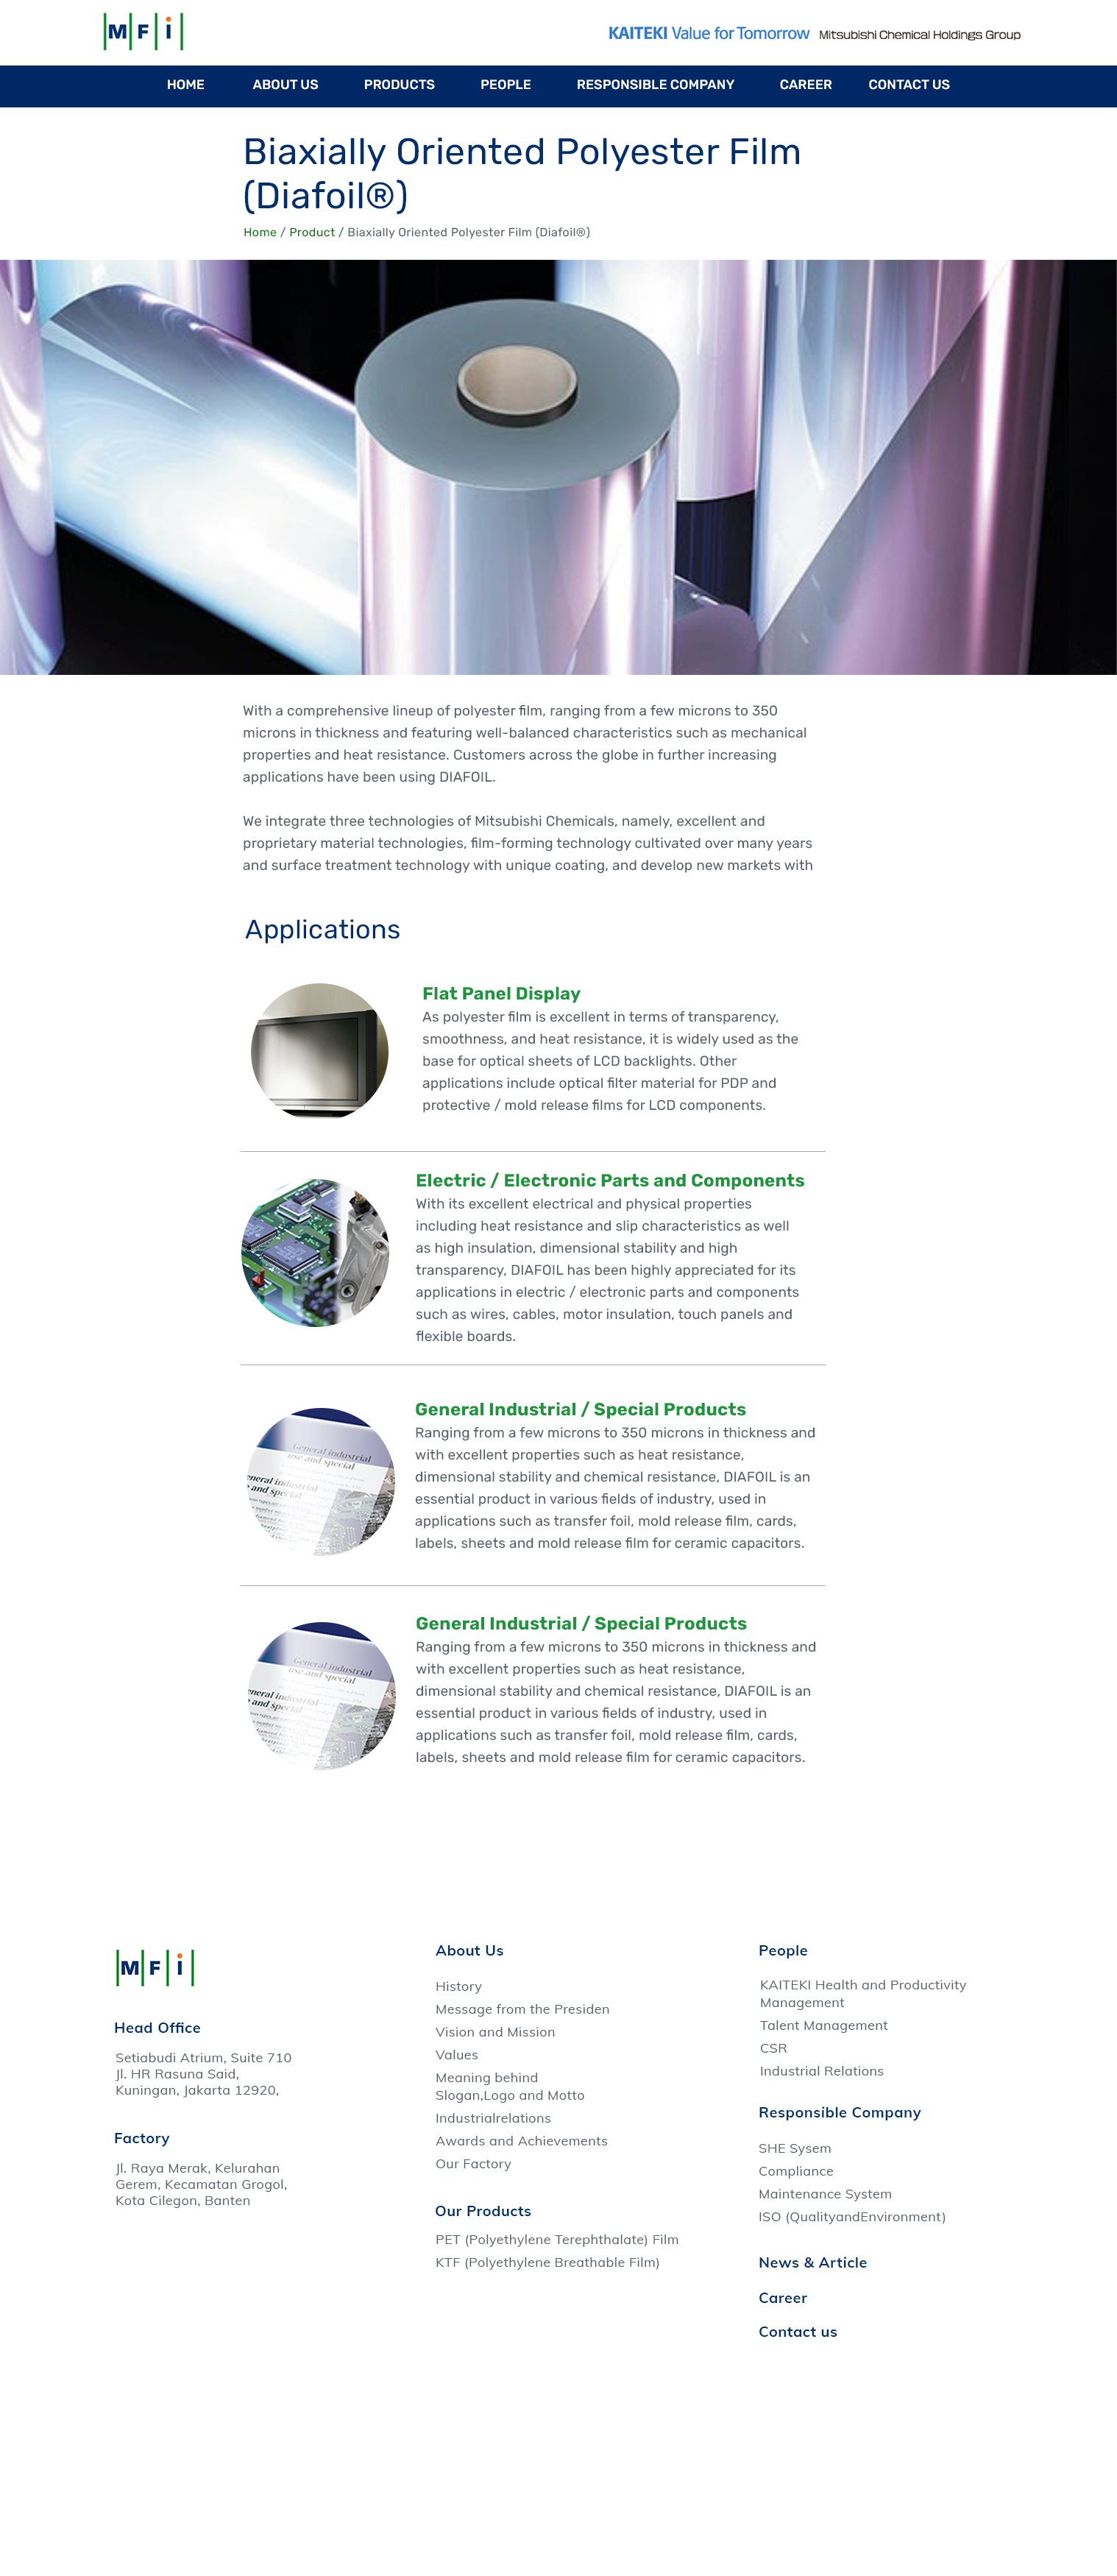 MFi
KAITEKI Value for Tomorrow Mitsubishi Chemical Holdings Group
HOME ABOUT US PRODUCTS PEOPLE RESPONSIBLE COMPANY CAREER CONTACT US
Biaxially Oriented Polyester Film
(Diafoil®)
Home / Product / Biaxially Oriented Polyester Film (Diafoil®)
With a comprehensive lineup of polyester film, ranging from a few microns to 350
microns in thickness and featuring well-balanced characteristics such as mechanical
properties and heat resistance. Customers across the globe in further increasing
applications have been using DIAFOIL.
We integrate three technologies of Mitsubishi Chemicals, namely, excellent and
proprietary material technologies, film-forming technology cultivated over many years
and surface treatment technology with unique coating, and develop new markets with
Applications
Flat Panel Display
As polyester film is excellent in terms of transparency,
smoothness, and heat resistance, it is widely used as the
base for optical sheets of LCD backlights. Other
applications include optical filter material for PDP and
protective / mold release films for LCD components.
Electric / Electronic Parts and Components
With its excellent electrical and physical properties
including heat resistance and slip characteristics as well
as high insulation, dimensional stability and high
transparency, DIAFOIL has been highly appreciated for its
applications in electric / electronic parts and components
such as wires, cables, motor insulation, touch panels and
flexible boards.
General industrial
use and special
eneral industrial
and special
General Industrial / Special Products
Ranging from a few microns to 350 microns in thickness and
with excellent properties such as heat resistance,
dimensional stability and chemical resistance, DIAFOIL is an
essential product in various fields of industry, used in
applications such as transfer foil, mold release film, cards,
labels, sheets and mold release film for ceramic capacitors.
General industrial
use and special
eneral industrial
and special
General Industrial / Special Products
Ranging from a few microns to 350 microns in thickness and
with excellent properties such as heat resistance,
dimensional stability and chemical resistance, DIAFOIL is an
essential product in various fields of industry, used in
applications such as transfer foil, mold release film, cards,
labels, sheets and mold release film for ceramic capacitors.
MFi
Head Office
Setiabudi Atrium, Suite 710
Jl. HR Rasuna Said,
Kuningan, Jakarta 12920,
Factory
Jl. Raya Merak, Kelurahan
Gerem, Kecamatan Grogol,
Kota Cilegon, Banten
About Us
History
Message from the Presiden
Vision and Mission
Values
Meaning behind
Slogan,Logo and Motto
Industrialrelations
Awards and Achievements
Our Factory
Our Products
PET (Polyethylene Terephthalate) Film
KTF (Polyethylene Breathable Film)
People
KAITEKI Health and Productivity
Management
Talent Management
CSR
Industrial Relations
Responsible Company
SHE Sysem
Compliance
Maintenance System
ISO (QualityandEnvironment)
News & Article
Career
Contact us